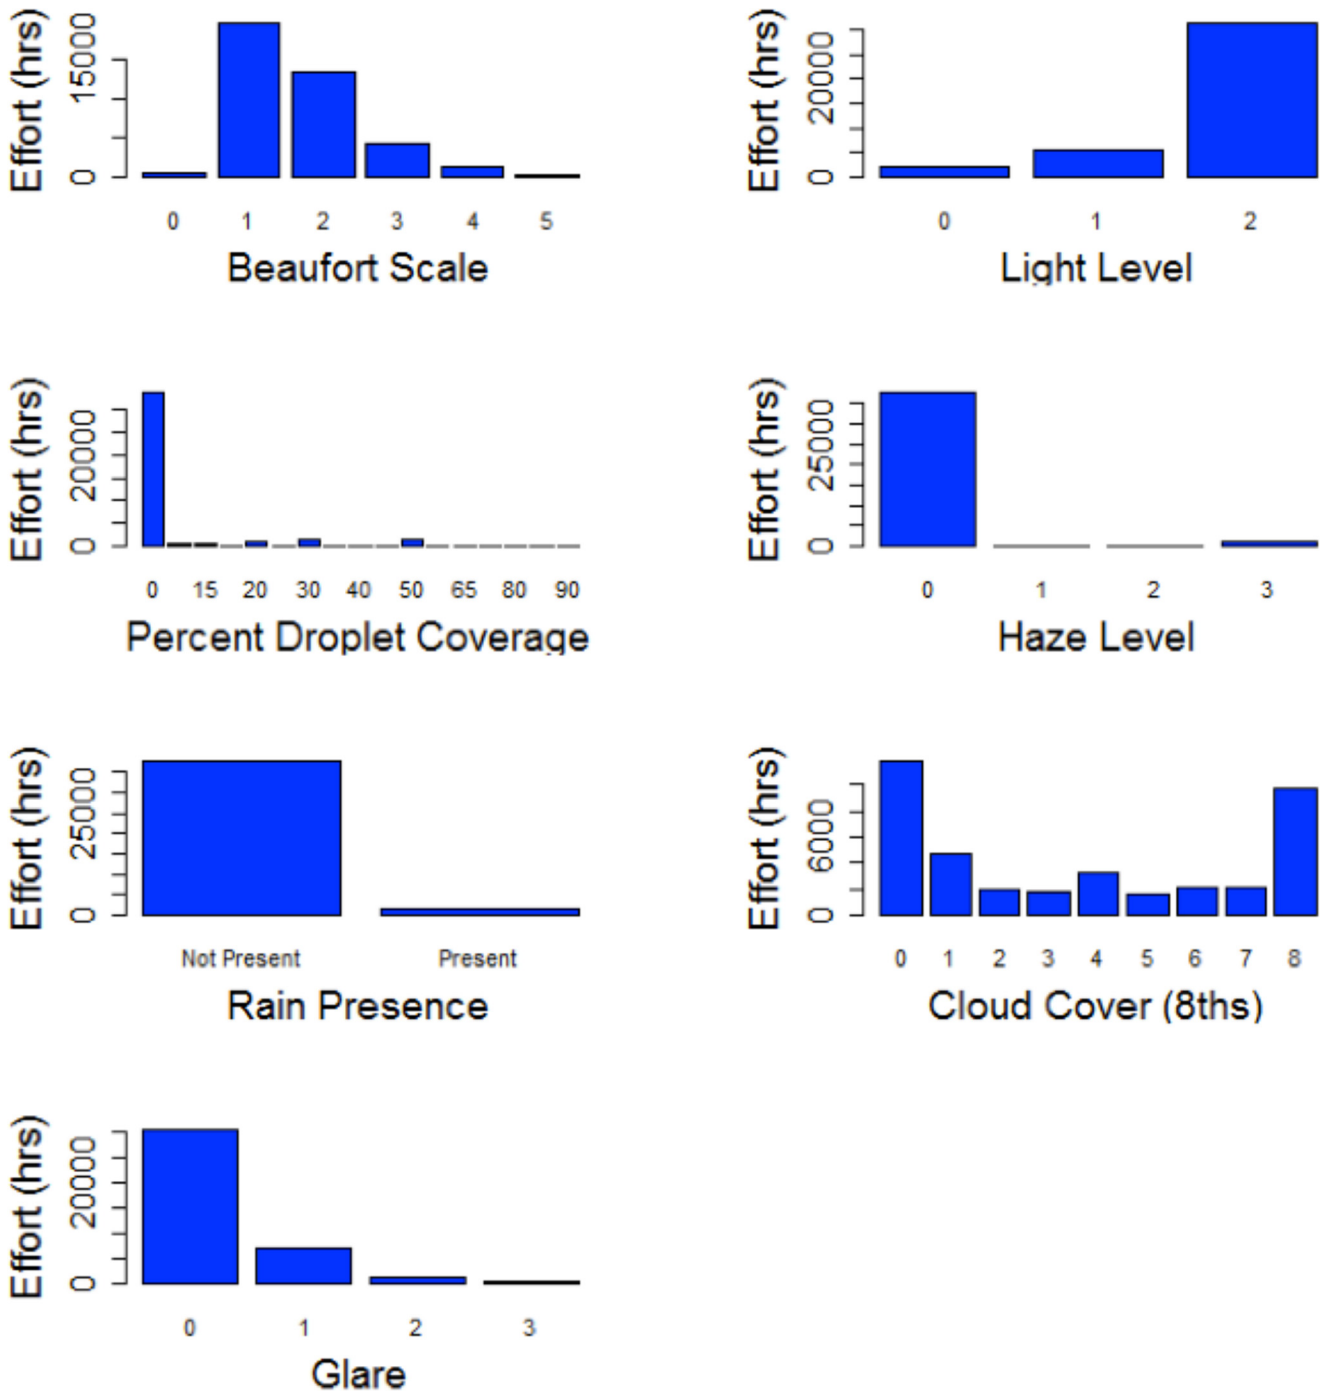 Effort (hrs)
15000
0
0 1 2 3 4 5
Beaufort Scale
Effort (hrs)
20000
0
0 1 2
Light Level
Effort (hrs)
20000
0
0 15 20 30 40 50 65 80 90
Percent Droplet Coverage
Effort (hrs)
25000
0
0 1 2 3
Haze Level
Effort (hrs)
25000
0
Not Present Present
Rain Presence
Effort (hrs)
6000
0
0 1 2 3 4 5 6 7 8
Cloud Cover (8ths)
Effort (hrs)
20000
0
0 1 2 3
Glare